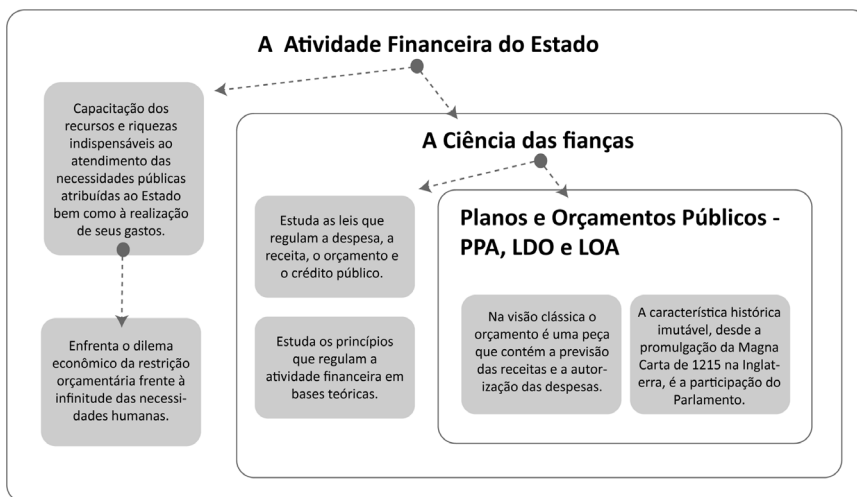 A Atividade Financeira do Estado
Capacitação dos
recursos e riquezas
indispensáveis ao
atendimento das
necessidades públicas
atribuídas ao Estado
bem como à realização
de seus gastos.
Enfrenta o dilema
econômico da restrição
orçamentária frente à
infinitude das necessi-
dades humanas.
A Ciência das fianças
Estuda as leis que
regulam a despesa, a
receita, o orçamento e
o crédito público.
Estuda os princípios
que regulam a
atividade financeira em
bases teóricas.
Planos e Orçamentos Públicos -
PPA, LDO e LOA
Na visão clássica o
orçamento é uma peça
que contém a previsão
das receitas e a autor-
ização das despesas.
A característica histórica
imutável, desde a
promulgação da Magna
Carta de 1215 na Inglat-
erra, é a participação do
Parlamento.